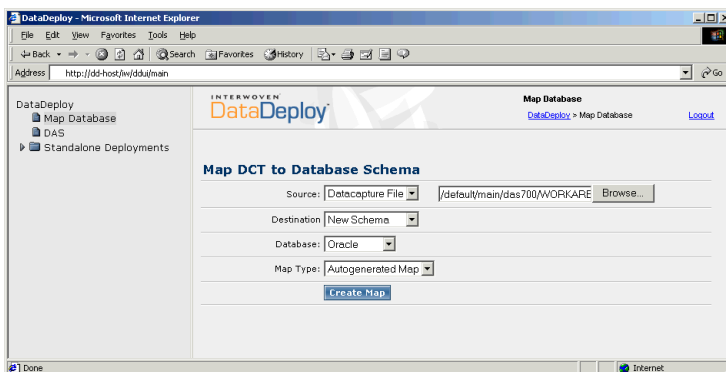 DataDeploy - Microsoft Internet Explorer
File Edit View Favorites Tools Help
Back Search Favorites History
Address http://dd-host/iw/ddui/main Go
DataDeploy
Map Database
DAS
Standalone Deployments
INTERWOVEN
DataDeploy
Map Database
DataDeploy > Map Database Logout
Map DCT to Database Schema
Source: Datacapture File /default/main/das700/WORKARE Browse...
Destination New Schema
Database: Oracle
Map Type: Autogenerated Map
Create Map
Done Internet